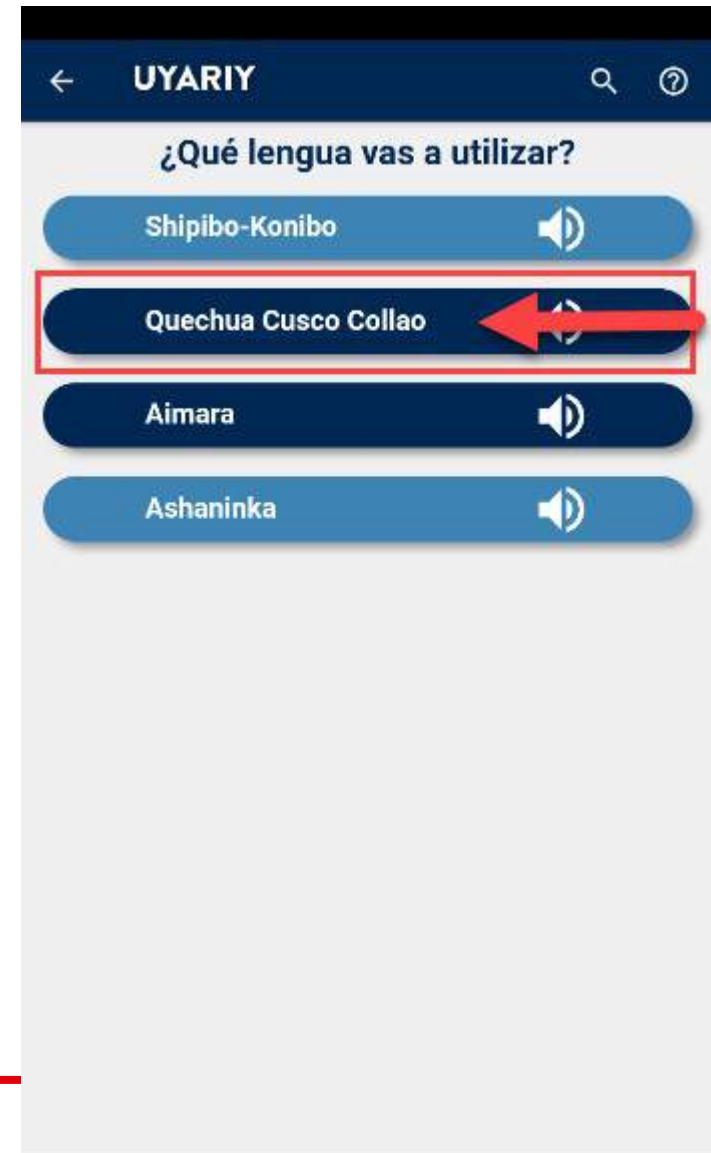 UYARIY
¿Qué lengua vas a utilizar?
Shipibo-Konibo
Quechua Cusco Collao
Aimara
Ashaninka